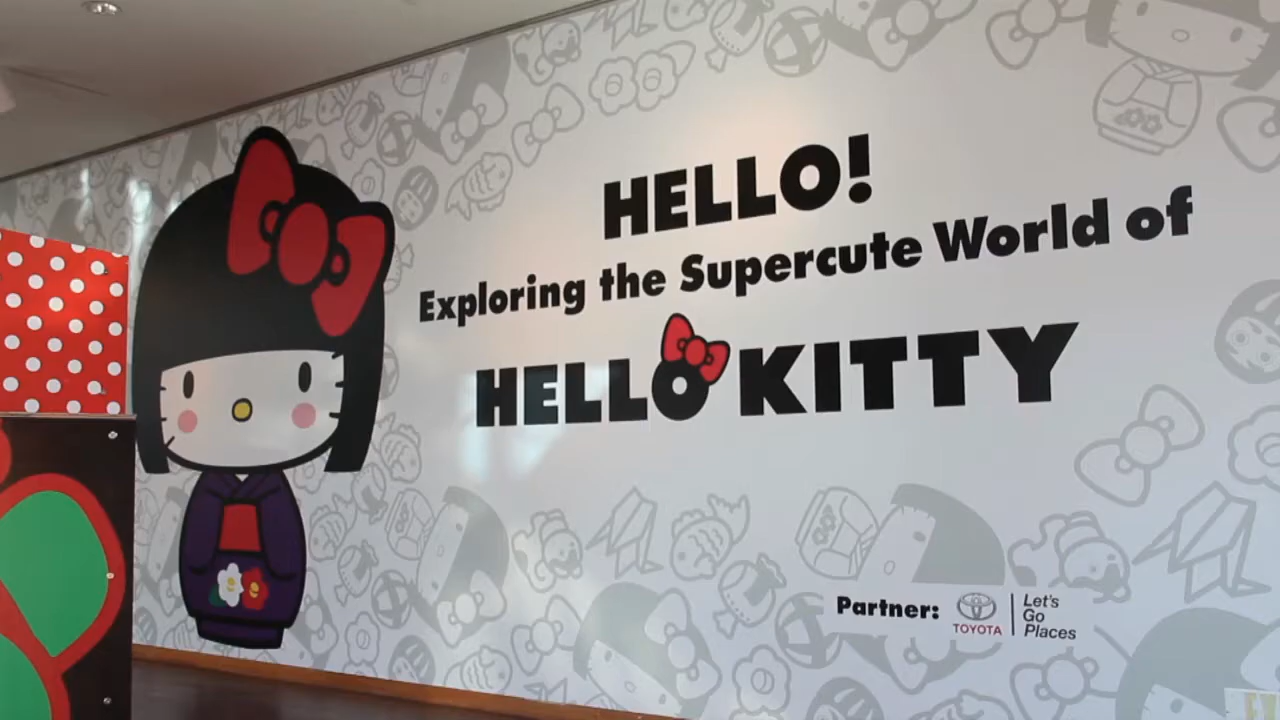 HELLO!
Exploring the Supercute World of
HELLO KITTY
Partner:
TOYOTA
Let's
Go
Places